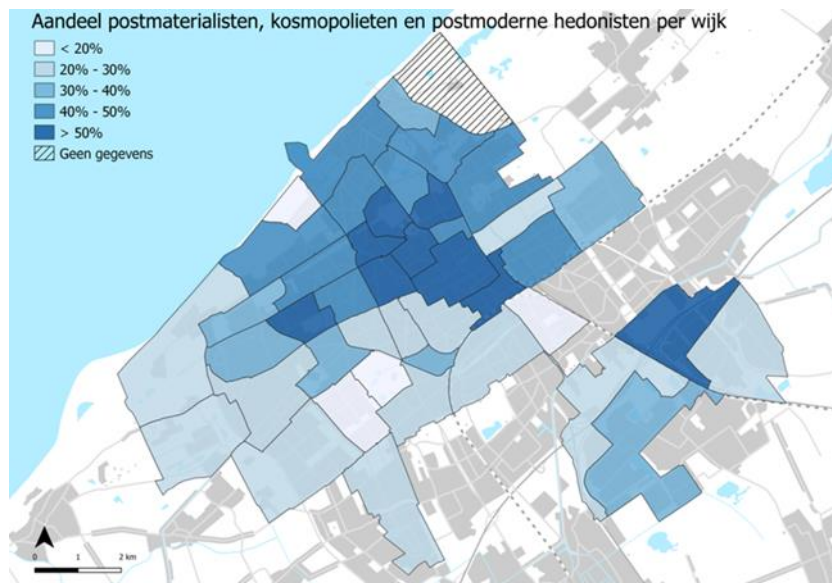 Aandeel postmaterialisten, kosmopolieten en postmoderne hedonisten per wijk
< 20%
20% - 30%
30% - 40%
40% - 50%
> 50%
Geen gegevens
0 1 2 km